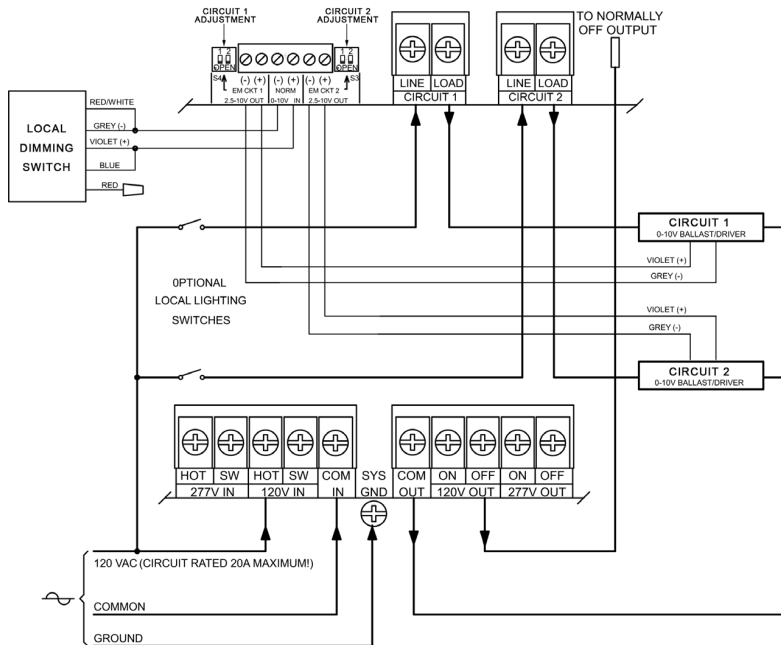 CIRCUIT 1
ADJUSTMENT
CIRCUIT 2
ADJUSTMENT
TO NORMALLY
OFF OUTPUT
1 2
OPEN
1 2
OPEN
S4
S3
(-) (+) (-) (+) (-) (+)
EM CKT 1 NORM EM CKT 2
2.5-10V OUT 0-10V IN 2.5-10V OUT
LINE LOAD
CIRCUIT 1
LINE LOAD
CIRCUIT 2
LOCAL
DIMMING
SWITCH
RED/WHITE
GREY (-)
VIOLET (+)
BLUE
RED
CIRCUIT 1
0-10V BALLAST/DRIVER
VIOLET (+)
GREY (-)
0PTIONAL
LOCAL LIGHTING
SWITCHES
VIOLET (+)
GREY (-)
CIRCUIT 2
0-10V BALLAST/DRIVER
HOT SW HOT SW COM SYS COM ON OFF ON OFF
277V IN 120V IN IN GND OUT 120V OUT 277V OUT
120 VAC (CIRCUIT RATED 20A MAXIMUM!)
COMMON
GROUND